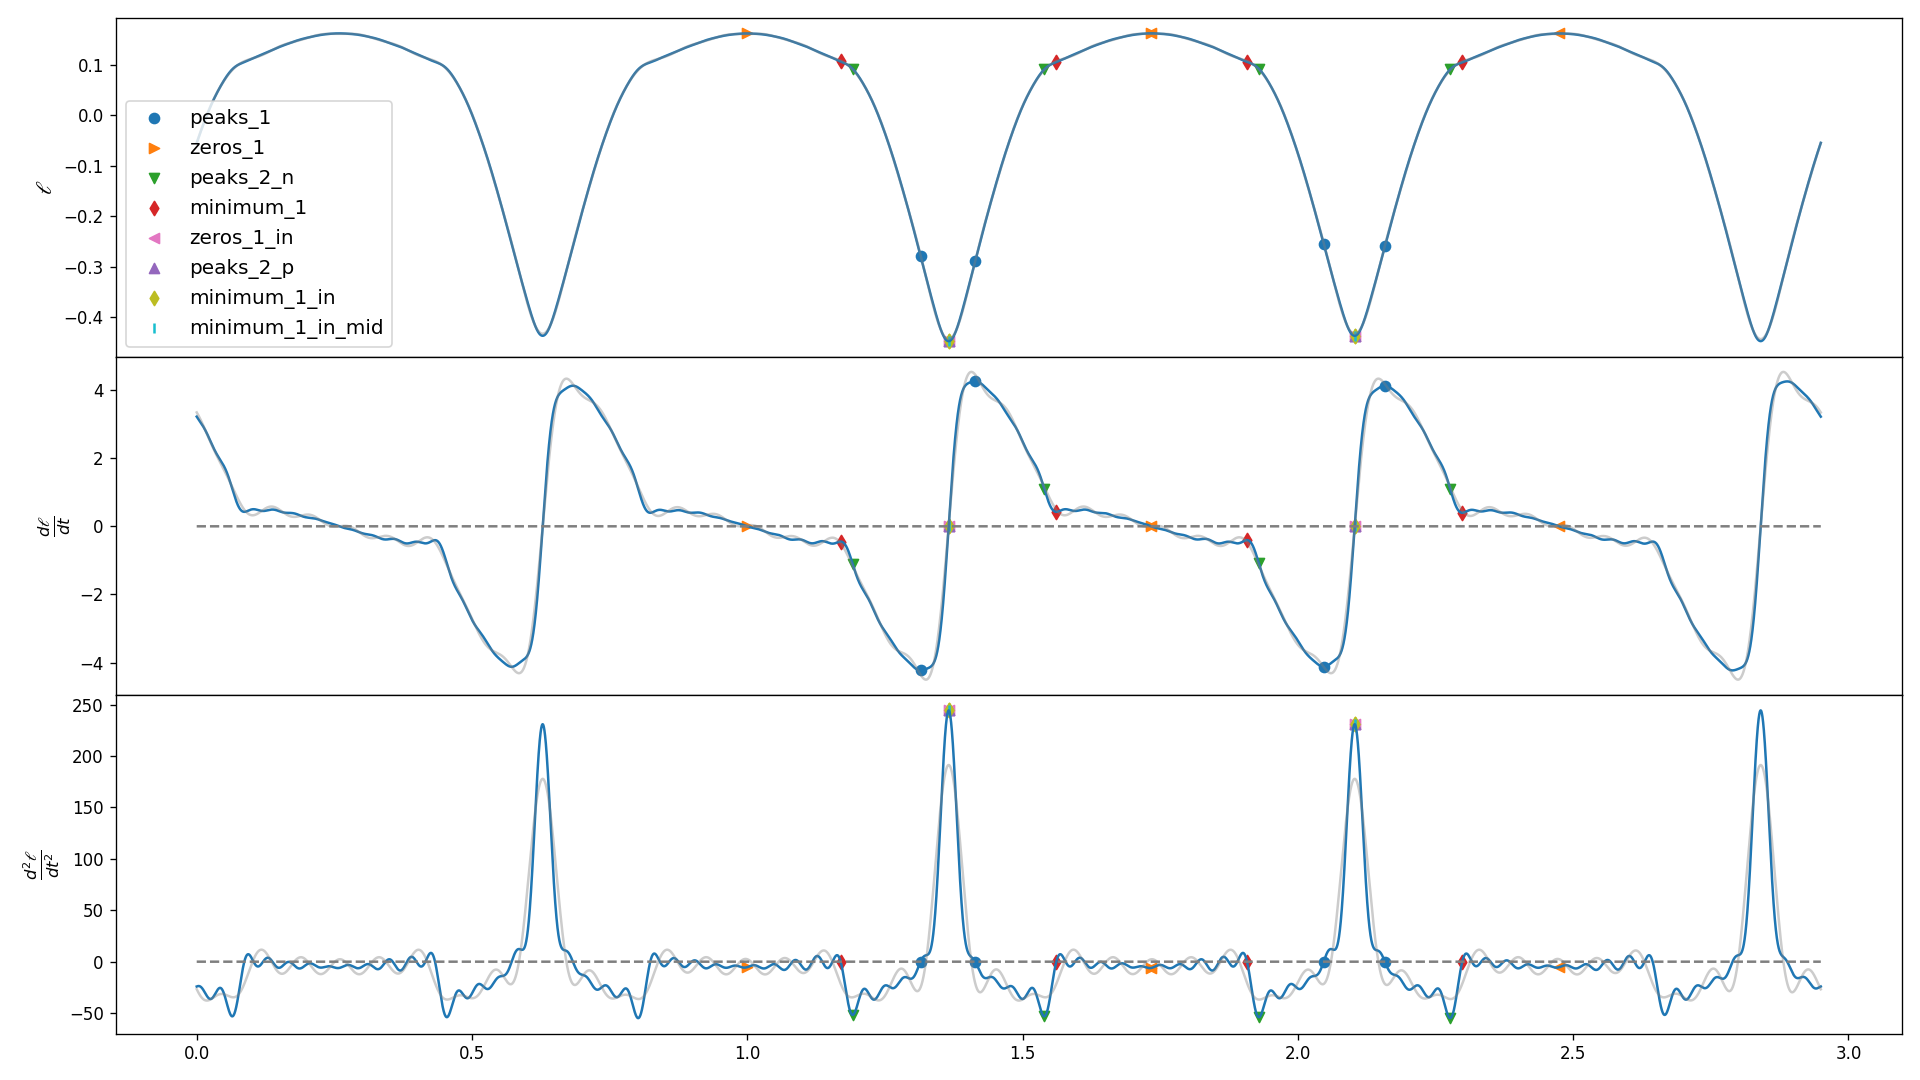 0.1
0.0
−0.1
−0.2
−0.3
−0.4
ℓ
peaks_1
zeros_1
peaks_2_n
minimum_1
zeros_1_in
peaks_2_p
minimum_1_in
minimum_1_in_mid
4
2
0
−2
−4
dℓ
dt
250
200
150
100
50
0
−50
d²ℓ
dt²
0.0 0.5 1.0 1.5 2.0 2.5 3.0